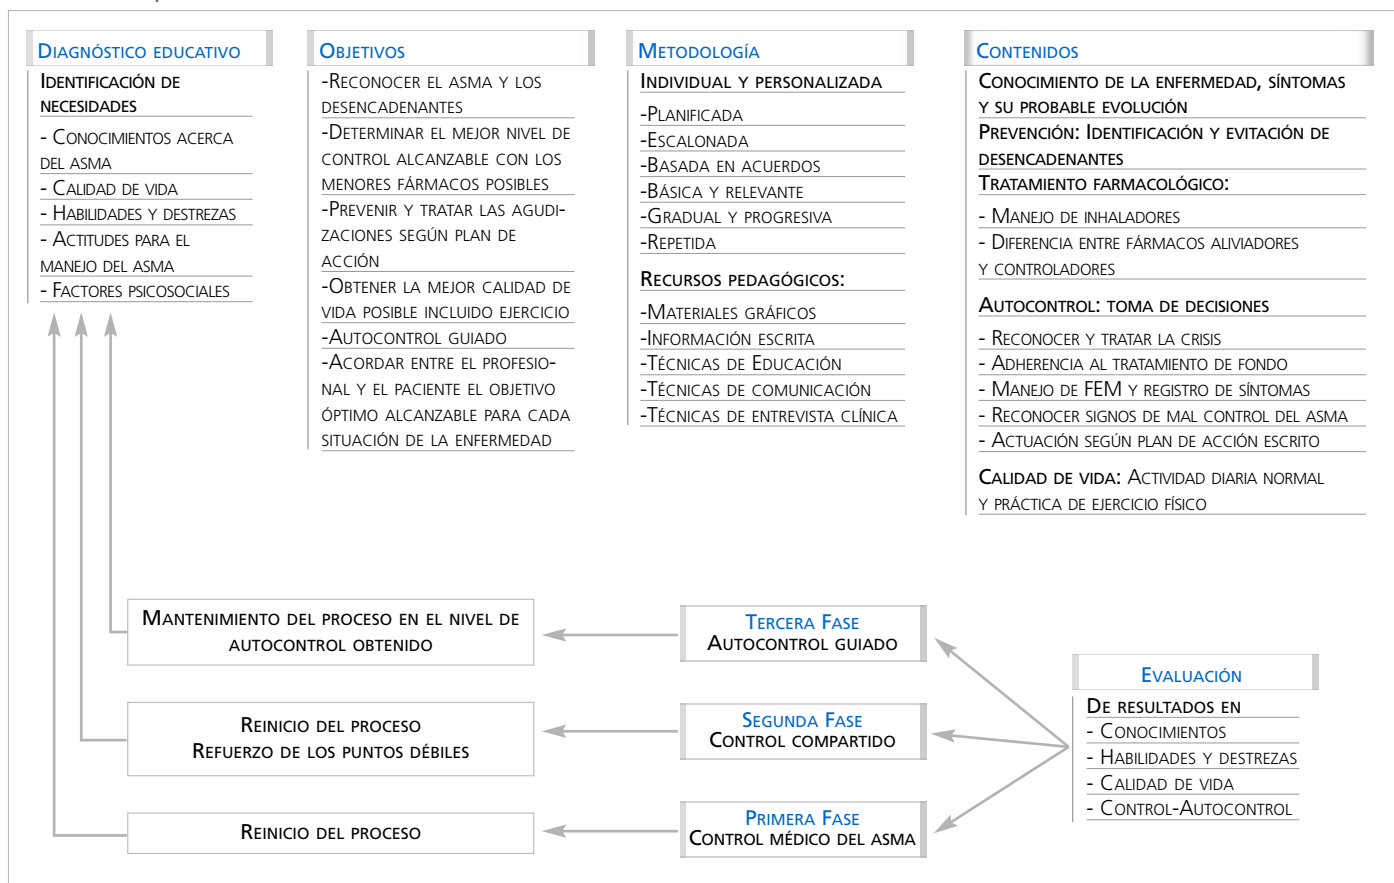 DIAGNÓSTICO EDUCATIVO
IDENTIFICACIÓN DE
NECESIDADES
- CONOCIMIENTOS ACERCA
DEL ASMA
- CALIDAD DE VIDA
- HABILIDADES Y DESTREZAS
- ACTITUDES PARA EL
MANEJO DEL ASMA
- FACTORES PSICOSOCIALES
OBJETIVOS
-RECONOCER EL ASMA Y LOS
DESENCADENANTES
-DETERMINAR EL MEJOR NIVEL DE
CONTROL ALCANZABLE CON LOS
MENORES FÁRMACOS POSIBLES
-PREVENIR Y TRATAR LAS AGUDI-
ZACIONES SEGÚN PLAN DE
ACCIÓN
-OBTENER LA MEJOR CALIDAD DE
VIDA POSIBLE INCLUIDO EJERCICIO
-AUTOCONTROL GUIADO
-ACORDAR ENTRE EL PROFESIO-
NAL Y EL PACIENTE EL OBJETIVO
ÓPTIMO ALCANZABLE PARA CADA
SITUACIÓN DE LA ENFERMEDAD
METODOLOGÍA
INDIVIDUAL Y PERSONALIZADA
-PLANIFICADA
-ESCALONADA
-BASADA EN ACUERDOS
-BÁSICA Y RELEVANTE
-GRADUAL Y PROGRESIVA
-REPETIDA
RECURSOS PEDAGÓGICOS:
-MATERIALES GRÁFICOS
-INFORMACIÓN ESCRITA
-TÉCNICAS DE EDUCACIÓN
-TÉCNICAS DE COMUNICACIÓN
-TÉCNICAS DE ENTREVISTA CLÍNICA
CONTENIDOS
CONOCIMIENTO DE LA ENFERMEDAD, SÍNTOMAS
Y SU PROBABLE EVOLUCIÓN
PREVENCIÓN: IDENTIFICACIÓN Y EVITACIÓN DE
DESENCADENANTES
TRATAMIENTO FARMACOLÓGICO:
- MANEJO DE INHALADORES
- DIFERENCIA ENTRE FÁRMACOS ALIVIADORES
Y CONTROLADORES
AUTOCONTROL: TOMA DE DECISIONES
- RECONOCER Y TRATAR LA CRISIS
- ADHERENCIA AL TRATAMIENTO DE FONDO
- MANEJO DE FEM Y REGISTRO DE SÍNTOMAS
- RECONOCER SIGNOS DE MAL CONTROL DEL ASMA
- ACTUACIÓN SEGÚN PLAN DE ACCIÓN ESCRITO
CALIDAD DE VIDA: ACTIVIDAD DIARIA NORMAL
Y PRÁCTICA DE EJERCICIO FÍSICO
MANTENIMIENTO DEL PROCESO EN EL NIVEL DE
AUTOCONTROL OBTENIDO
TERCERA FASE
AUTOCONTROL GUIADO
REINICIO DEL PROCESO
REFUERZO DE LOS PUNTOS DÉBILES
SEGUNDA FASE
CONTROL COMPARTIDO
REINICIO DEL PROCESO
PRIMERA FASE
CONTROL MÉDICO DEL ASMA
EVALUACIÓN
DE RESULTADOS EN
- CONOCIMIENTOS
- HABILIDADES Y DESTREZAS
- CALIDAD DE VIDA
- CONTROL-AUTOCONTROL